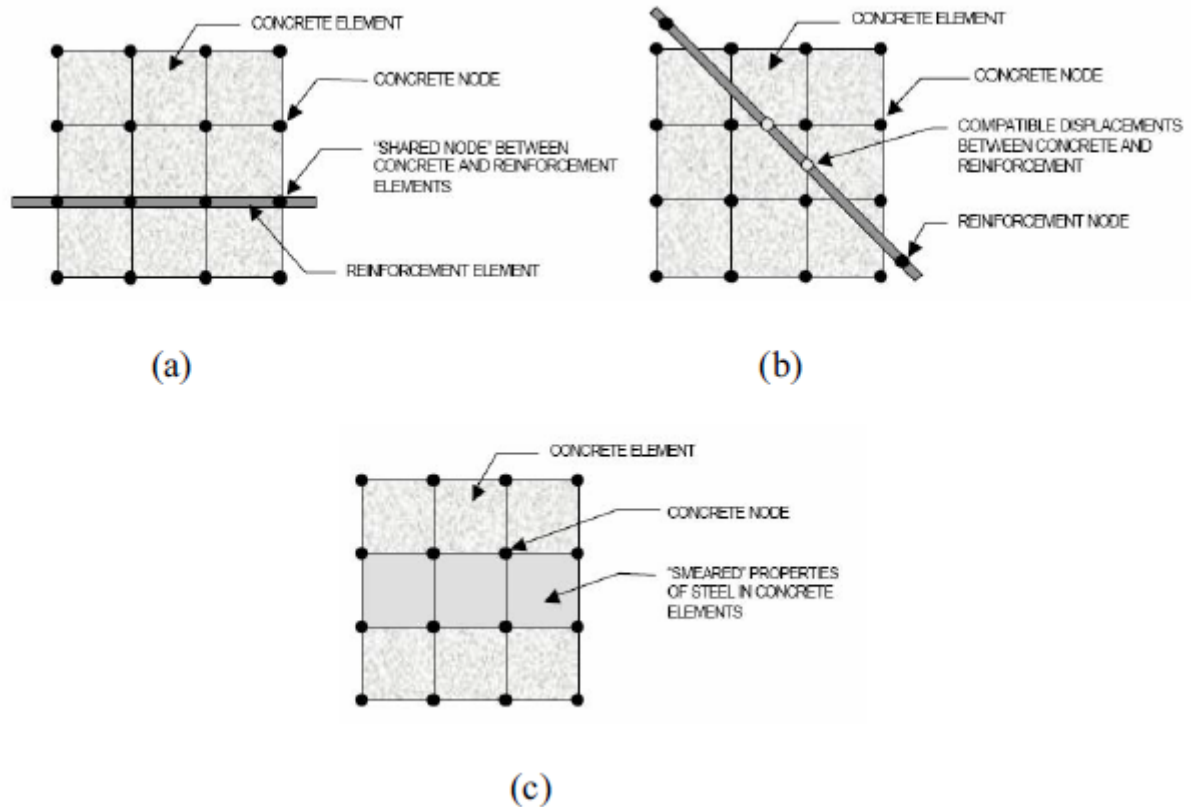 CONCRETE ELEMENT
CONCRETE NODE
"SHARED NODE" BETWEEN
CONCRETE AND REINFORCEMENT
ELEMENTS
REINFORCEMENT ELEMENT
(a)
CONCRETE ELEMENT
CONCRETE NODE
COMPATIBLE DISPLACEMENTS
BETWEEN CONCRETE AND
REINFORCEMENT
REINFORCEMENT NODE
(b)
CONCRETE ELEMENT
CONCRETE NODE
"SMEARED" PROPERTIES
OF STEEL IN CONCRETE
ELEMENTS
(c)